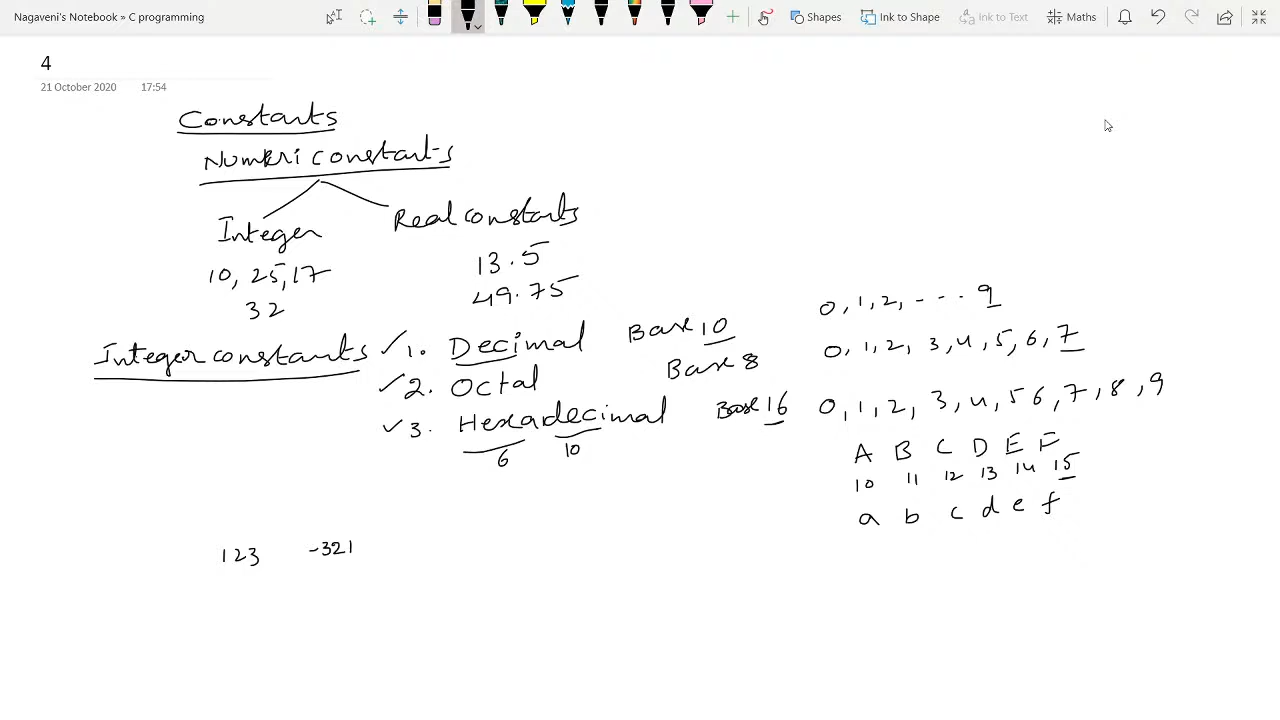 Nagaveni's Notebook » C programming
Shapes
Ink to Shape
Ink to Text
Maths
4
21 October 2020 17:54
Constants
Numeri constants
Integer Real constants
10, 25, 17 13.5
32 49.75
Integer constants ✓ 1. Decimal Base 10 0, 1, 2, - - - 9
✓ 2. Octal Base 8 0, 1, 2, 3, 4, 5, 6, 7
✓ 3. Hexadecimal Base 16 0, 1, 2, 3, 4, 5 6, 7, 8, 9
6 10
A B C D E F
10 11 12 13 14 15
a b c d e f
123 -321